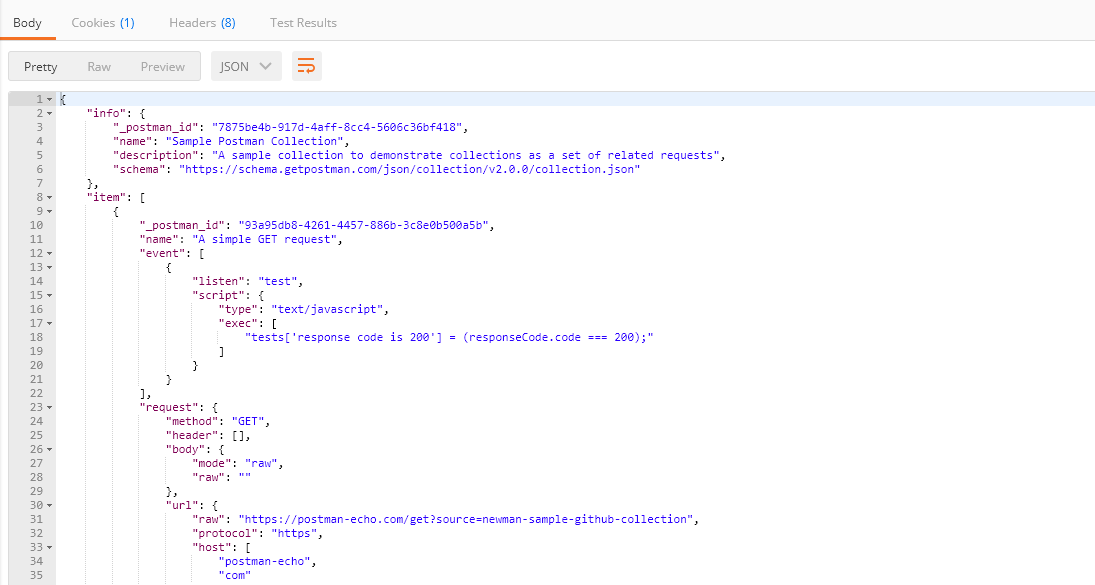 Body Cookies (1) Headers (8) Test Results
Pretty Raw Preview JSON
1 {
2 "info": {
3 "_postman_id": "7875be4b-917d-4aff-8cc4-5606c36bf418",
4 "name": "Sample Postman Collection",
5 "description": "A sample collection to demonstrate collections as a set of related requests",
6 "schema": "https://schema.getpostman.com/json/collection/v2.0.0/collection.json"
7 },
8 "item": [
9 {
10 "_postman_id": "93a95db8-4261-4457-886b-3c8e0b500a5b",
11 "name": "A simple GET request",
12 "event": [
13 {
14 "listen": "test",
15 "script": {
16 "type": "text/javascript",
17 "exec": [
18 "tests['response code is 200'] = (responseCode.code === 200);"
19 ]
20 }
21 }
22 ],
23 "request": {
24 "method": "GET",
25 "header": [],
26 "body": {
27 "mode": "raw",
28 "raw": ""
29 },
30 "url": {
31 "raw": "https://postman-echo.com/get?source=newman-sample-github-collection",
32 "protocol": "https",
33 "host": [
34 "postman-echo",
35 "com"